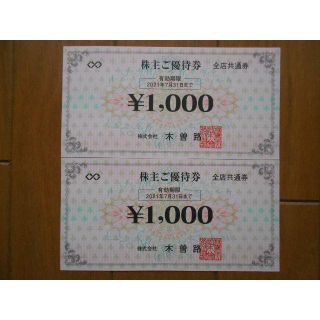 株主ご優待券 全店共通券
有効期限
2021年7月31日まで
¥1,000
株式会社 木曽路
株主ご優待券 全店共通券
有効期限
2021年7月31日まで
¥1,000
株式会社 木曽路